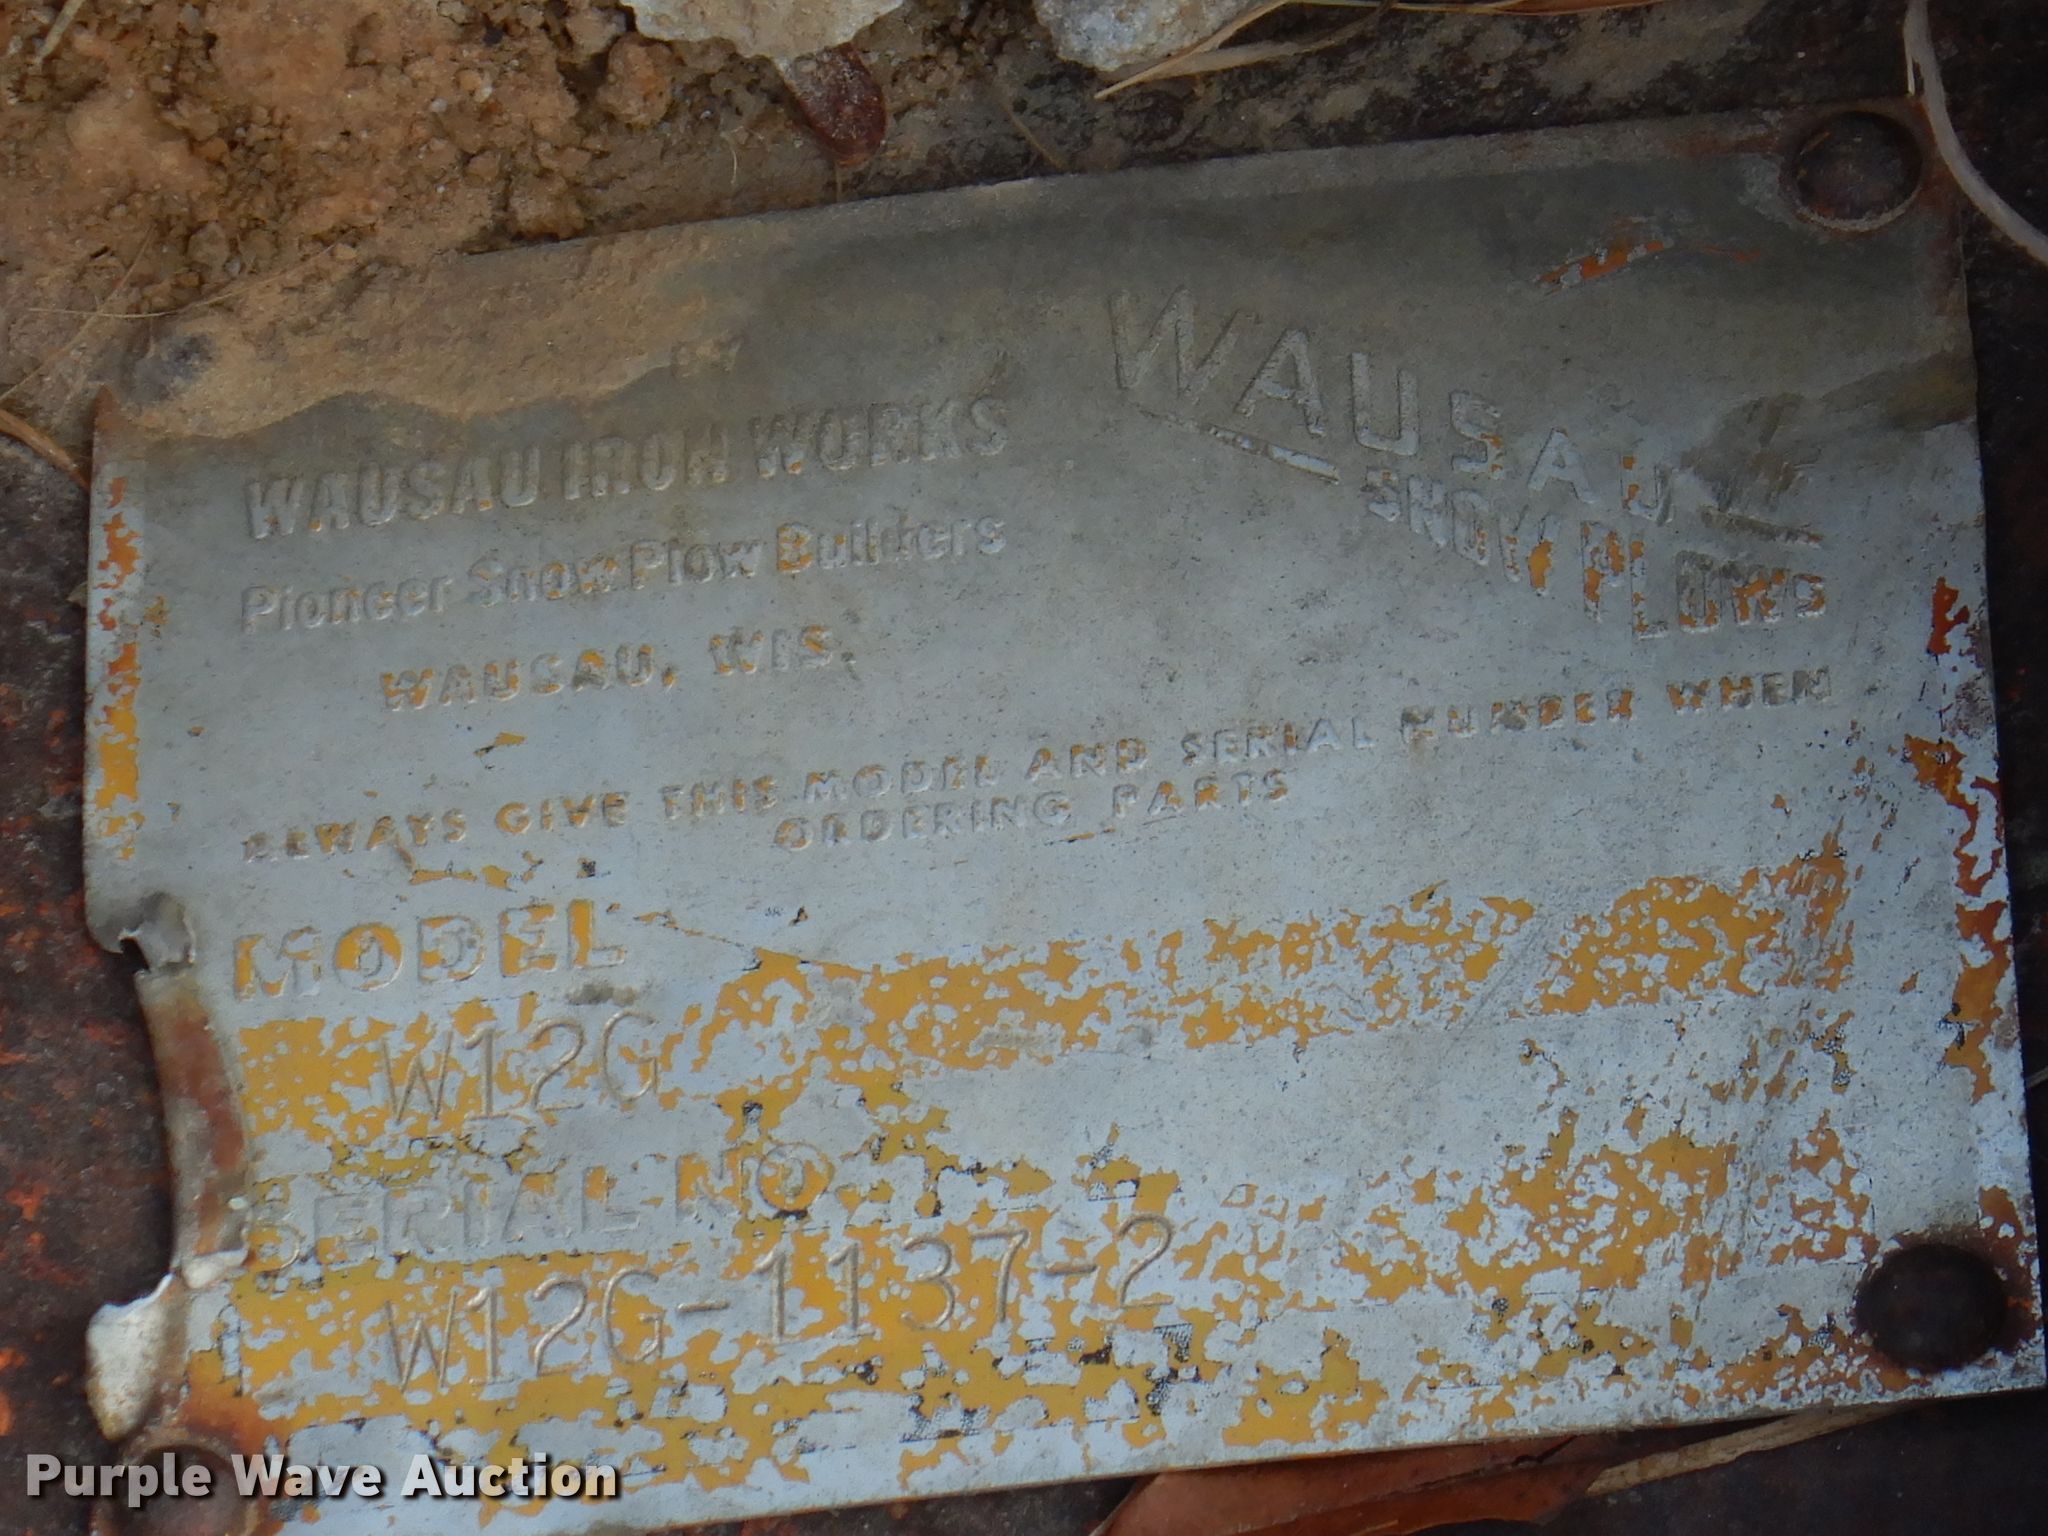 BY
WAUSAU IRON WORKS
Pioneer Snow Plow Builders
WAUSAU, WIS.
WAUSAU
SNOW PLOWS
ALWAYS GIVE THIS MODEL AND SERIAL NUMBER WHEN
ORDERING PARTS
MODEL
W12G
SERIAL NO.
W12G-1137-2
Purple Wave Auction